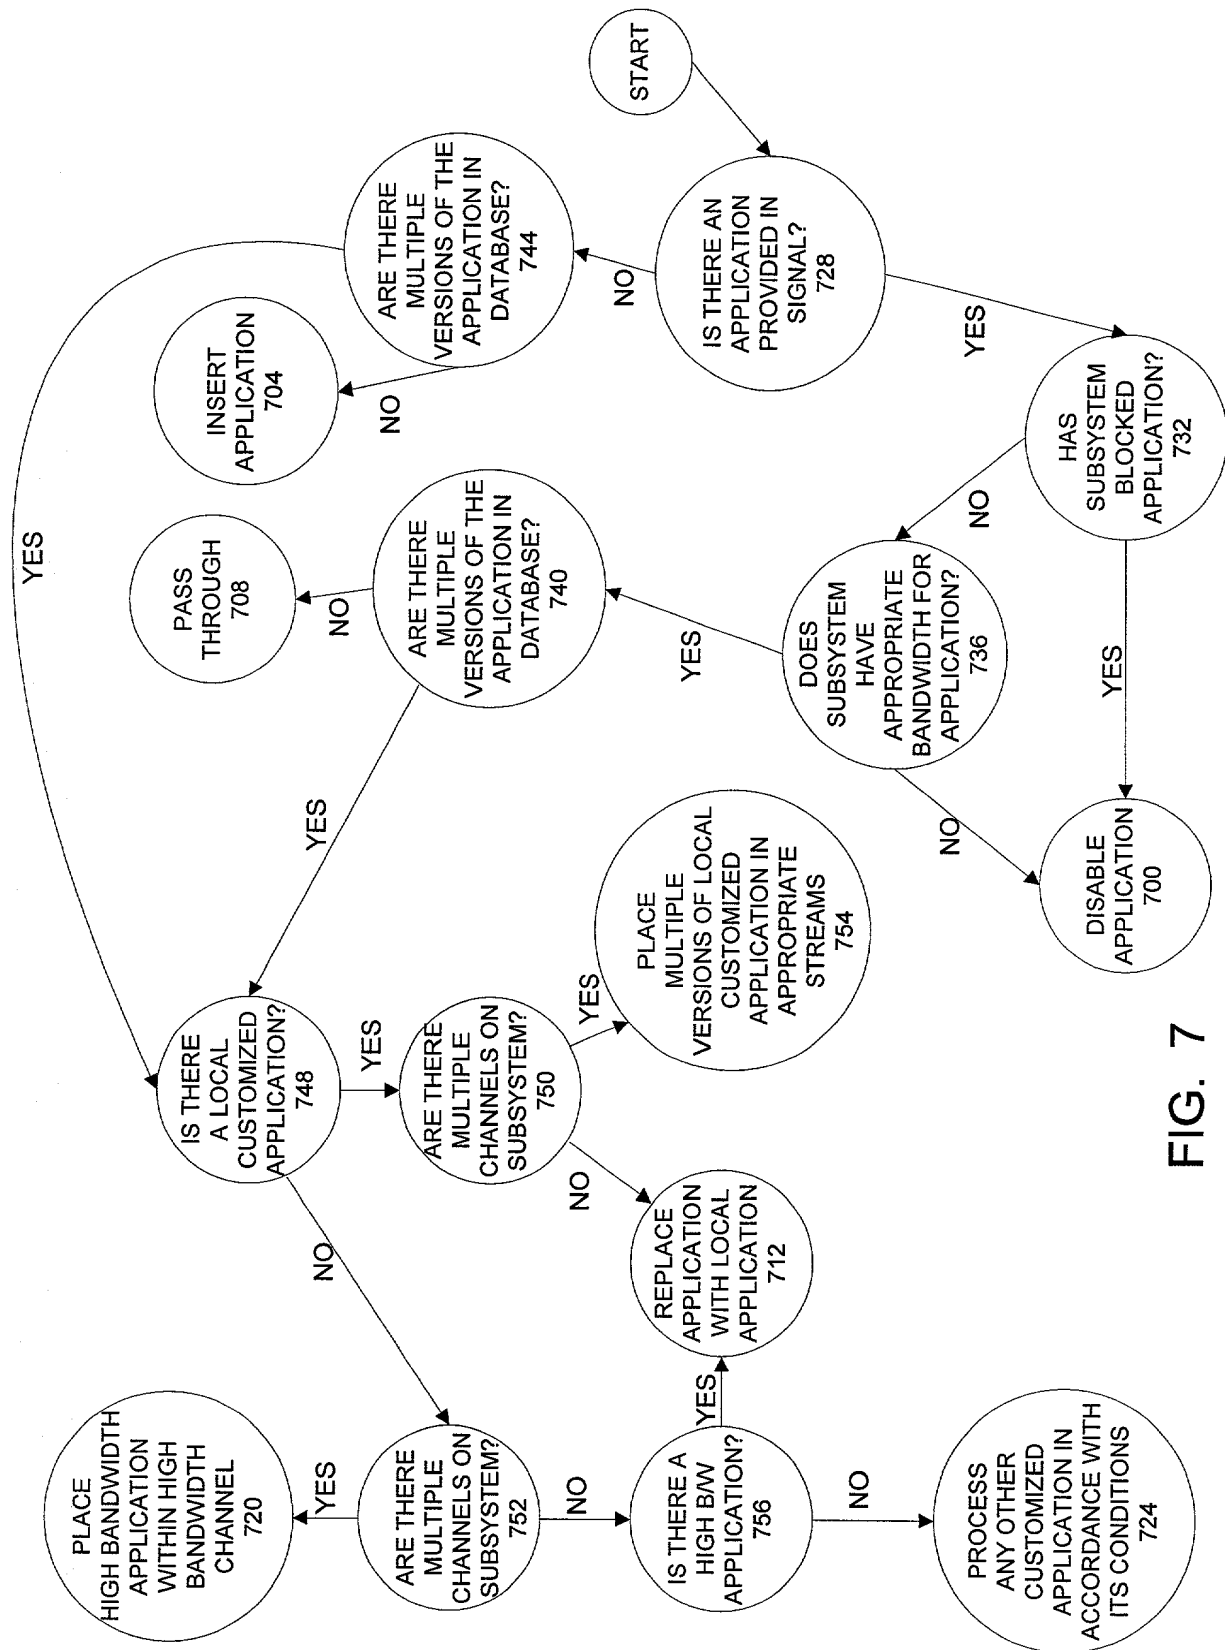 START
IS THERE AN
APPLICATION
PROVIDED IN
SIGNAL?
728
NO
YES
ARE THERE
MULTIPLE
VERSIONS OF THE
APPLICATION IN
DATABASE?
744
NO
YES
INSERT
APPLICATION
704
HAS
SUBSYSTEM
BLOCKED
APPLICATION?
732
NO
YES
DOES
SUBSYSTEM
HAVE
APPROPRIATE
BANDWIDTH FOR
APPLICATION?
736
YES
NO
ARE THERE
MULTIPLE
VERSIONS OF THE
APPLICATION IN
DATABASE?
740
NO
YES
PASS
THROUGH
708
DISABLE
APPLICATION
700
IS THERE
A LOCAL
CUSTOMIZED
APPLICATION?
748
YES
NO
ARE THERE
MULTIPLE
CHANNELS ON
SUBSYSTEM?
750
YES
NO
PLACE
MULTIPLE
VERSIONS OF LOCAL
CUSTOMIZED
APPLICATION IN
APPROPRIATE
STREAMS
754
REPLACE
APPLICATION
WITH LOCAL
APPLICATION
712
ARE THERE
MULTIPLE
CHANNELS ON
SUBSYSTEM?
752
YES
NO
PLACE
HIGH BANDWIDTH
APPLICATION
WITHIN HIGH
BANDWIDTH
CHANNEL
720
IS THERE A
HIGH B/W
APPLICATION?
756
YES
NO
PROCESS
ANY OTHER
CUSTOMIZED
APPLICATION IN
ACCORDANCE WITH
ITS CONDITIONS
724
FIG. 7